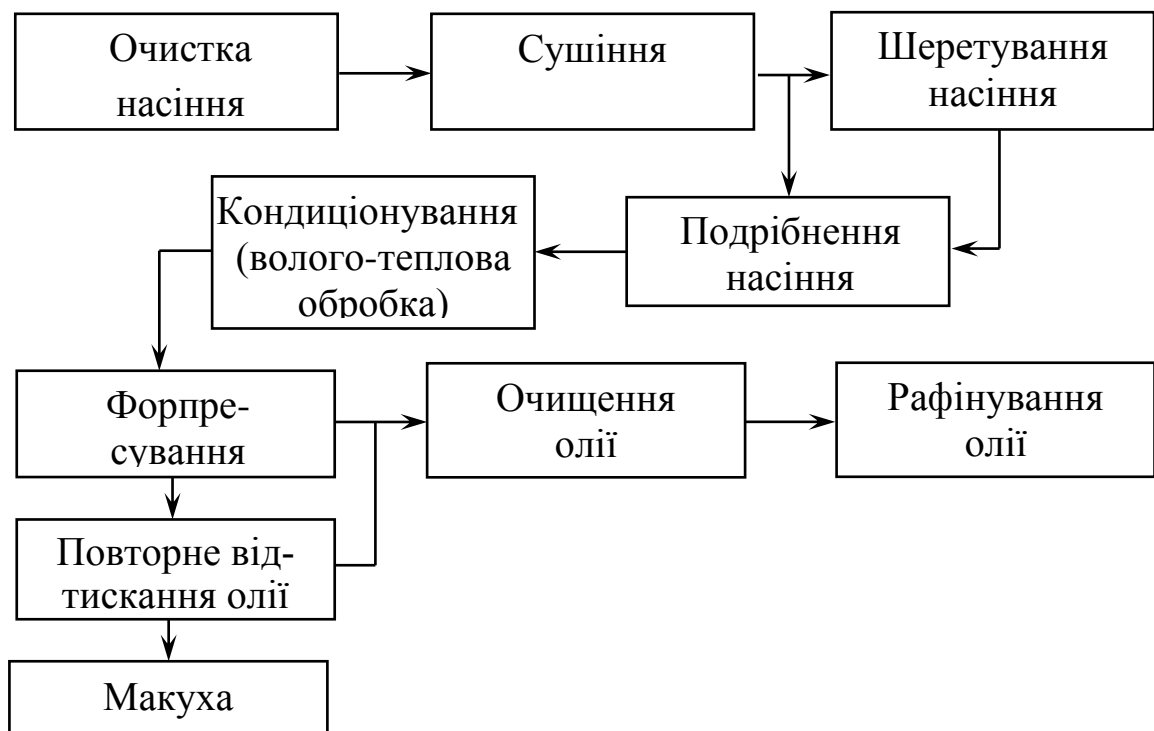 Очистка
насіння
Сушіння
Шеретування
насіння
Кондиціонування
(волого-теплова
обробка)
Подрібнення
насіння
Форпре-
сування
Очищення
олії
Рафінування
олії
Повторне від-
тискання олії
Макуха